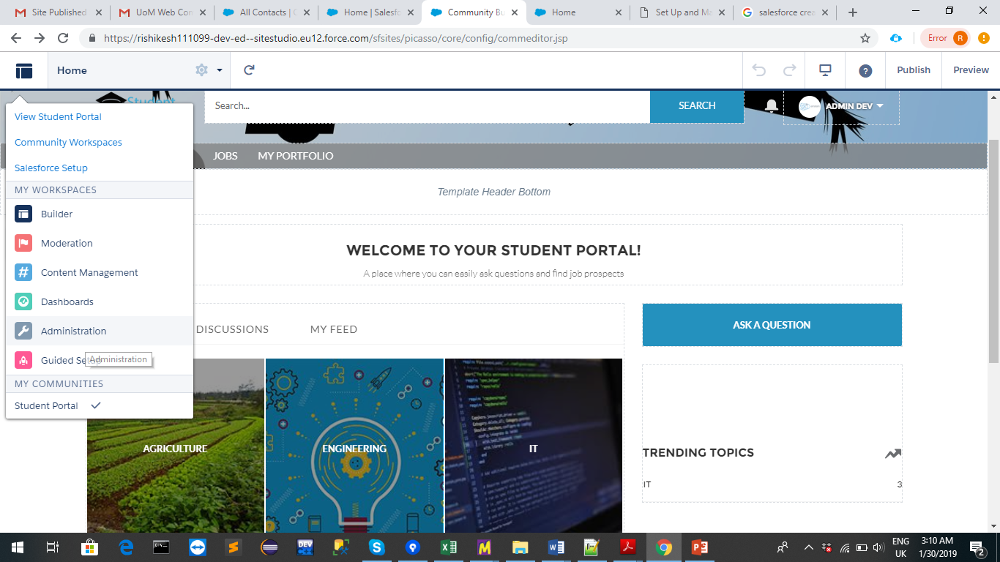 Site Published
UoM Web Con
All Contacts | C
Home | Salesfo
Community Bu
Home
Set Up and Ma
salesforce crea
https://rishikesh111099-dev-ed--sitestudio.eu12.force.com/sfsites/picasso/core/config/commeditor.jsp
Error R
Home
Publish
Preview
Student
Search...
SEARCH
ADMIN DEV
View Student Portal
Community Workspaces
Salesforce Setup
MY WORKSPACES
Builder
Moderation
Content Management
Dashboards
Administration
Guided Setup
Administration
MY COMMUNITIES
Student Portal
JOBS
MY PORTFOLIO
Template Header Bottom
WELCOME TO YOUR STUDENT PORTAL!
A place where you can easily ask questions and find job prospects
DISCUSSIONS
MY FEED
ASK A QUESTION
AGRICULTURE
ENGINEERING
IT
TRENDING TOPICS
IT 3
DEV
ENG
UK
3:10 AM
1/30/2019
2